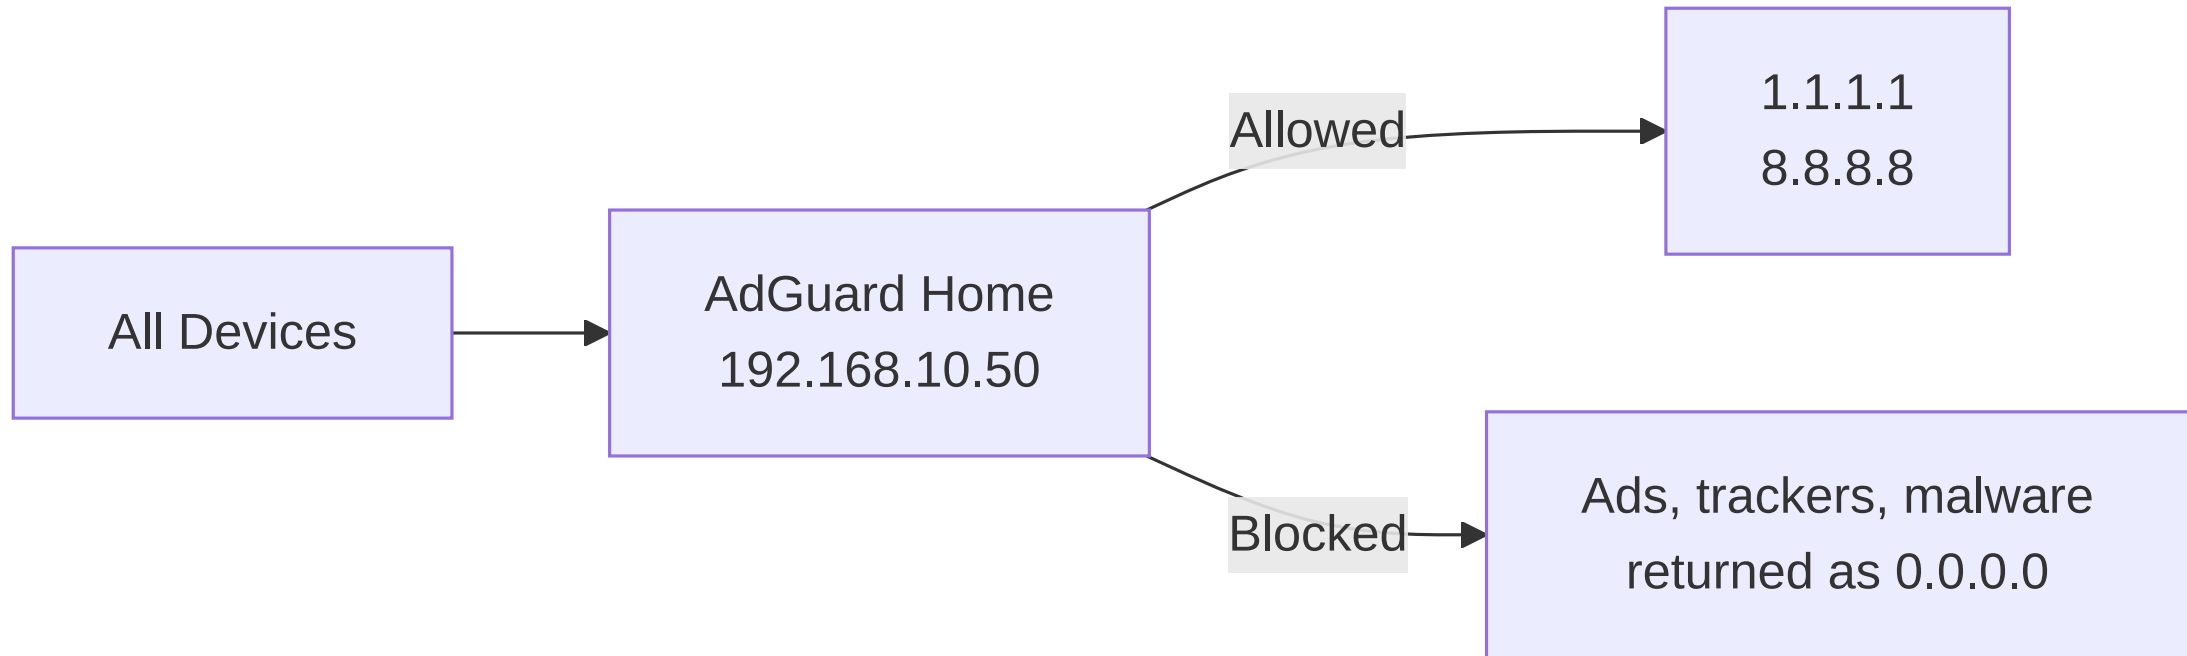 All Devices
AdGuard Home
192.168.10.50
Allowed
1.1.1.1
8.8.8.8
Blocked
Ads, trackers, malware
returned as 0.0.0.0